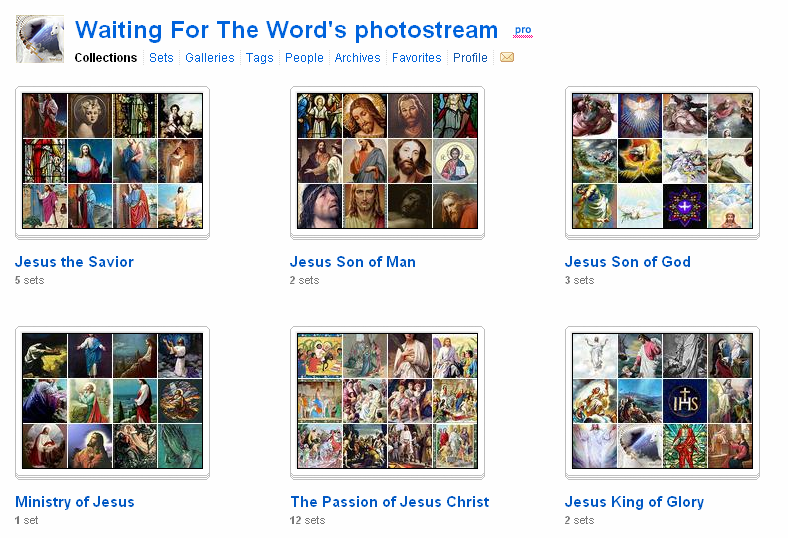 Waiting For The Word's photostream pro
Collections Sets Galleries Tags People Archives Favorites Profile
IHS
Jesus the Savior
5 sets
Jesus Son of Man
2 sets
Jesus Son of God
3 sets
Ministry of Jesus
1 set
The Passion of Jesus Christ
12 sets
Jesus King of Glory
2 sets